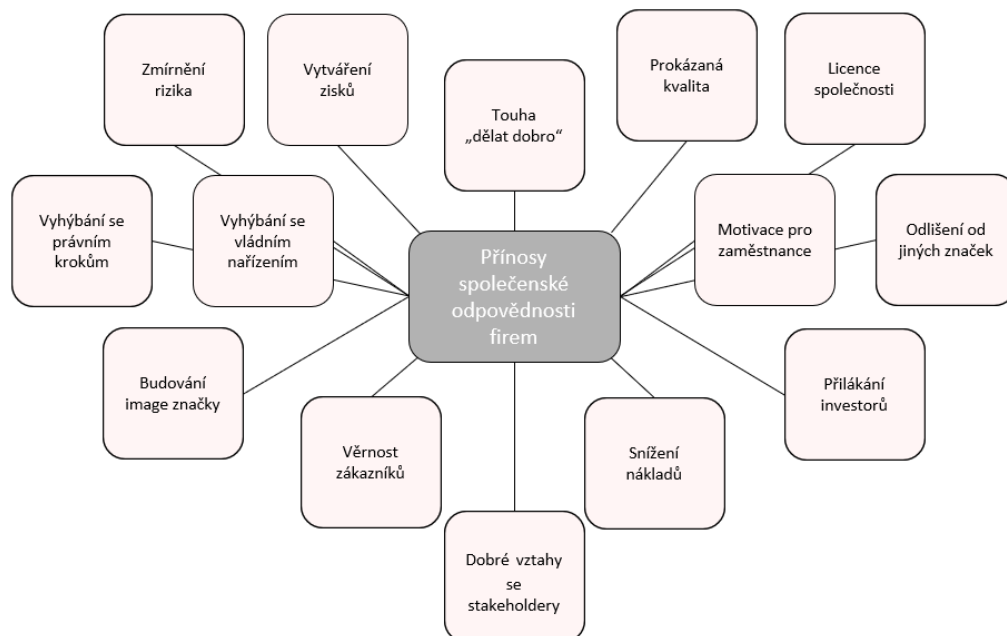 Zmírnění
rizika
Vytváření
zisků
Touha
„dělat dobro“
Prokázaná
kvalita
Licence
společnosti
Vyhýbání se
právním
krokům
Vyhýbání se
vládním
nařízením
Přínosy
společenské
odpovědnosti
firem
Motivace pro
zaměstnance
Odlišení od
jiných značek
Budování
image značky
Věrnost
zákazníků
Dobré vztahy
se
stakeholdery
Snížení
nákladů
Přilákání
investorů